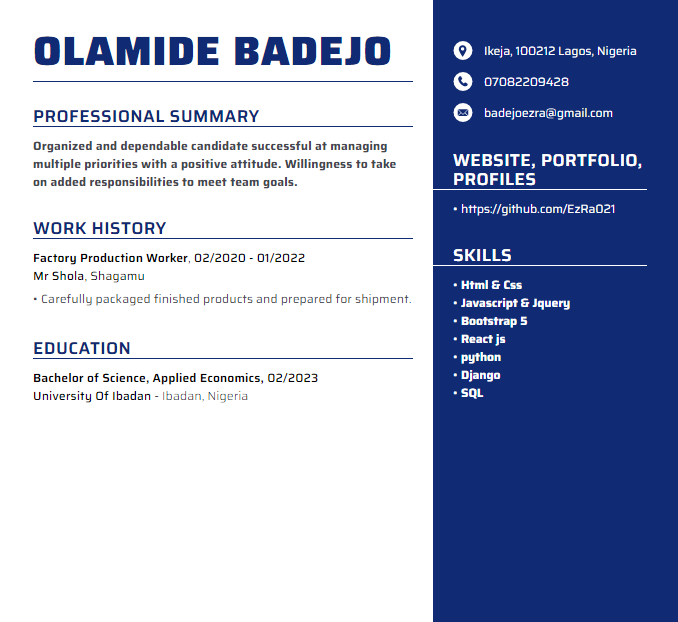 OLAMIDE BADEJO
PROFESSIONAL SUMMARY
Organized and dependable candidate successful at managing
multiple priorities with a positive attitude. Willingness to take
on added responsibilities to meet team goals.
WORK HISTORY
Factory Production Worker, 02/2020 - 01/2022
Mr Shola, Shagamu
• Carefully packaged finished products and prepared for shipment.
EDUCATION
Bachelor of Science, Applied Economics, 02/2023
University Of Ibadan - Ibadan, Nigeria
Ikeja, 100212 Lagos, Nigeria
07082209428
badejoezra@gmail.com
WEBSITE, PORTFOLIO,
PROFILES
• https://github.com/EzRa021
SKILLS
• Html & Css
• Javascript & Jquery
• Bootstrap 5
• React js
• python
• Django
• SQL